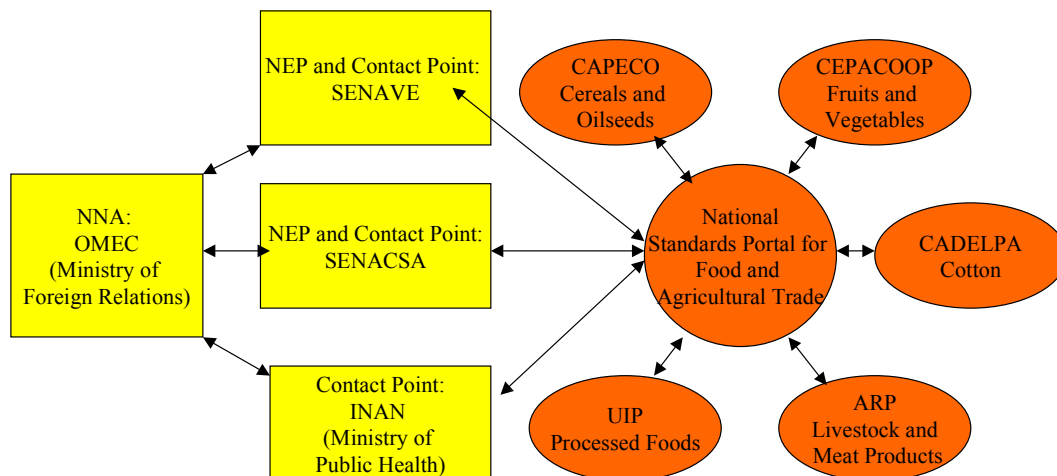 NEP and Contact Point:
SENAVE
CAPECO
Cereals and
Oilseeds
CEPACOOP
Fruits and
Vegetables
NNA:
OMEC
(Ministry of
Foreign Relations)
NEP and Contact Point:
SENACSA
National
Standards Portal for
Food and
Agricultural Trade
CADELPA
Cotton
Contact Point:
INAN
(Ministry of
Public Health)
UIP
Processed Foods
ARP
Livestock and
Meat Products